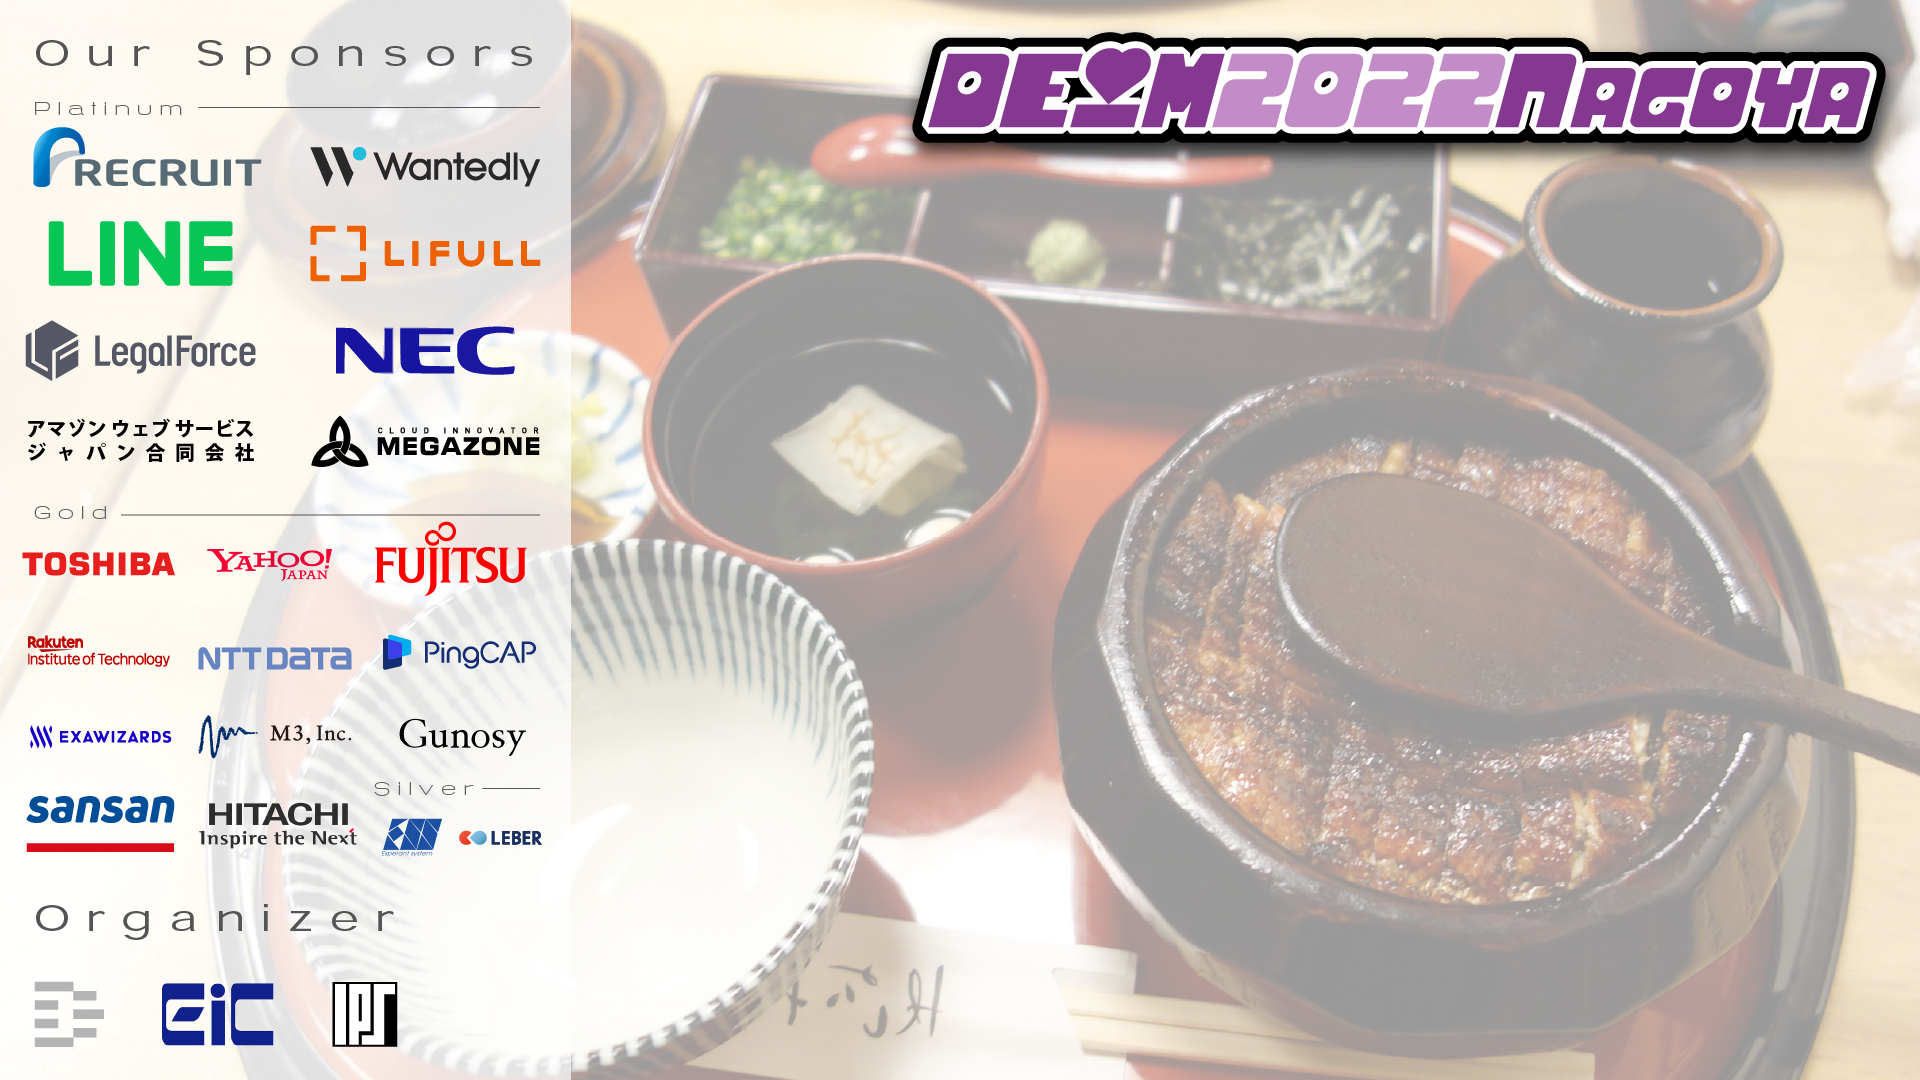 Our Sponsors
Platinum
RECRUIT
Wantedly
LINE
LIFULL
LegalForce
NEC
アマゾン ウェブ サービス
ジャパン合同会社
CLOUD INNOVATOR
MEGAZONE
Gold
TOSHIBA
YAHOO!
JAPAN
FUJITSU
Rakuten
Institute of Technology
NTT DATA
PingCAP
EXAWIZARDS
M3, Inc.
Gunosy
sansan
HITACHI
Inspire the Next
Silver
Esperant system
LEBER
Organizer
EiC
IPSJ
DEIM2022NAGOYA